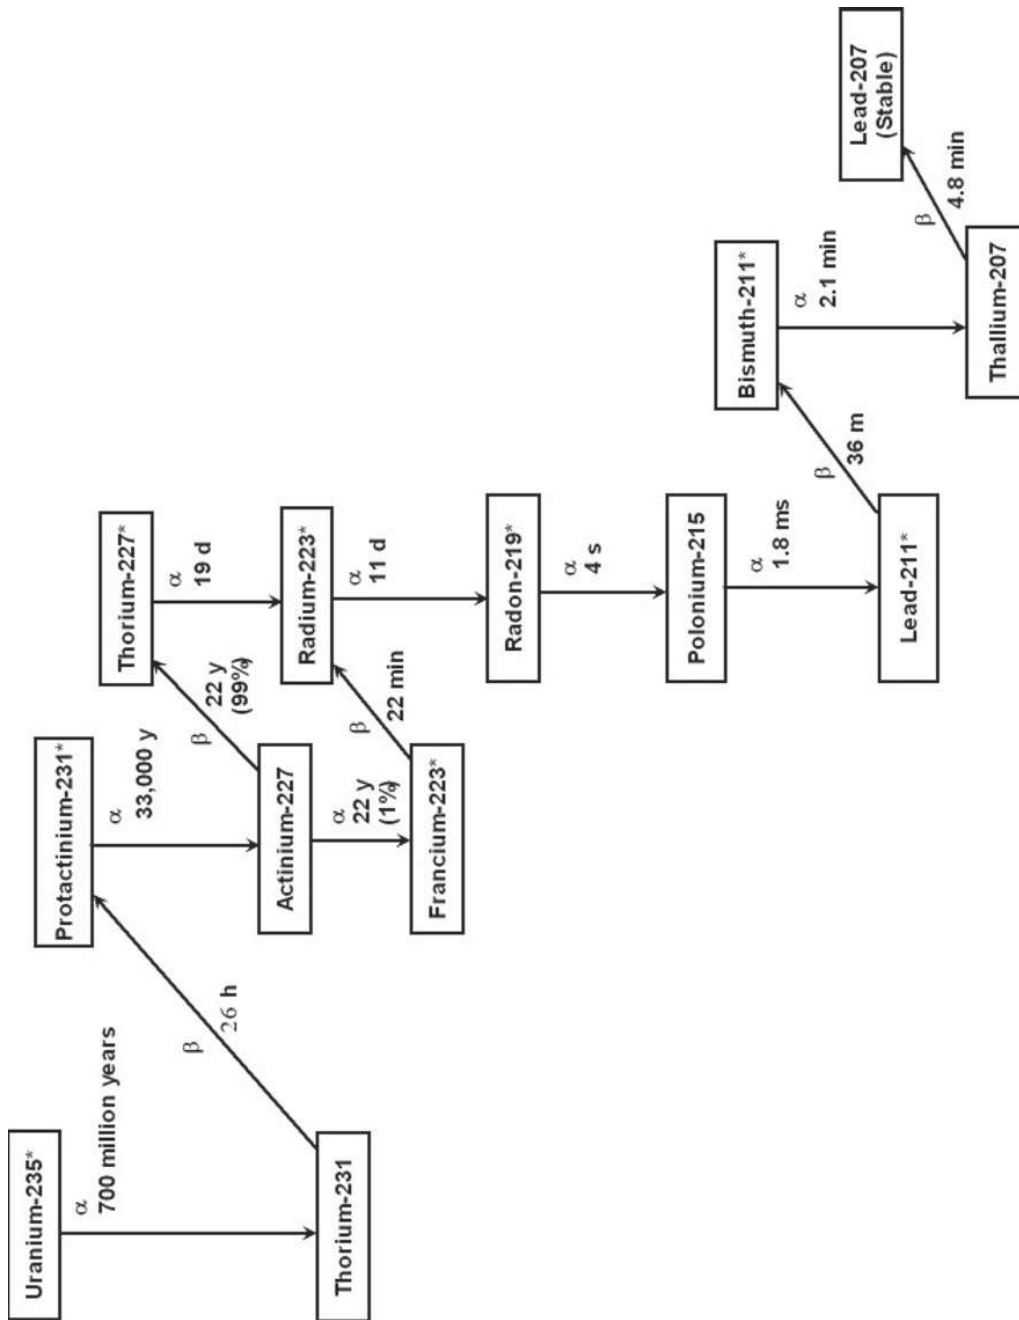 Uranium-235*
α
700 million years
Thorium-231
β
26 h
Protactinium-231*
α
33,000 y
Actinium-227
β
22 y
(99%)
α
22 y
(1%)
Francium-223*
β
22 min
Thorium-227*
α
19 d
Radium-223*
α
11 d
Radon-219*
α
4 s
Polonium-215
α
1.8 ms
Lead-211*
β
36 m
Bismuth-211*
α
2.1 min
Thallium-207
β
4.8 min
Lead-207
(Stable)